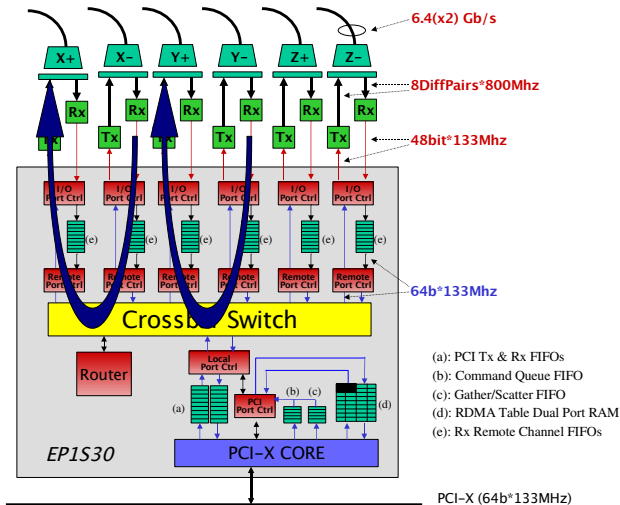 6.4(x2) Gb/s
X+ X- Y+ Y- Z+ Z-
8DiffPairs*800Mhz
Rx Rx Rx Rx Rx Rx
Tx Tx Tx Tx
48bit*133Mhz
I/O Port Ctrl
I/O Port Ctrl
I/O Port Ctrl
I/O Port Ctrl
I/O Port Ctrl
I/O Port Ctrl
(e) (e) (e) (e) (e) (e)
Remote Port Ctrl
Remote Port Ctrl
Remote Port Ctrl
Remote Port Ctrl
Remote Port Ctrl
Remote Port Ctrl
64b*133Mhz
Switch
Local
Port Ctrl
Router
PCI
Port Ctrl
(a) (b) (c) (d)
(a): PCI Tx & Rx FIFOs
(b): Command Queue FIFO
(c): Gather/Scatter FIFO
(d): RDMA Table Dual Port RAM
(e): Rx Remote Channel FIFOs
EP1S30
PCI-X CORE
PCI-X (64b*133MHz)